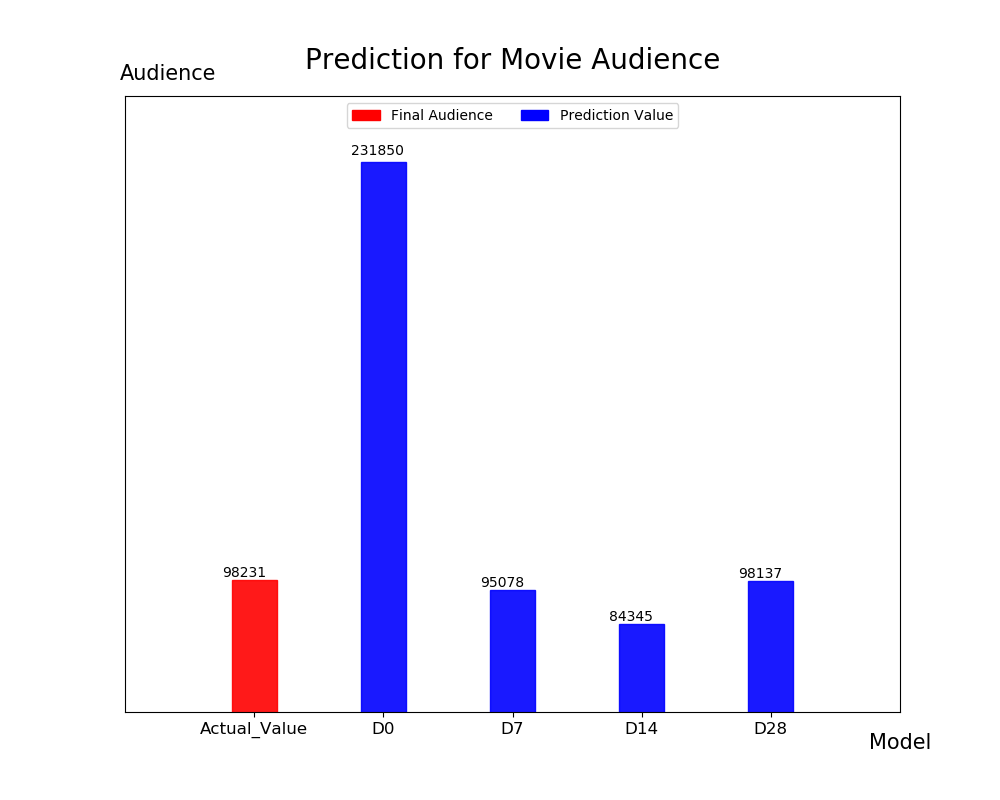 Prediction for Movie Audience
Audience
Final Audience
Prediction Value
231850
98231
95078
84345
98137
Actual_Value
D0
D7
D14
D28
Model